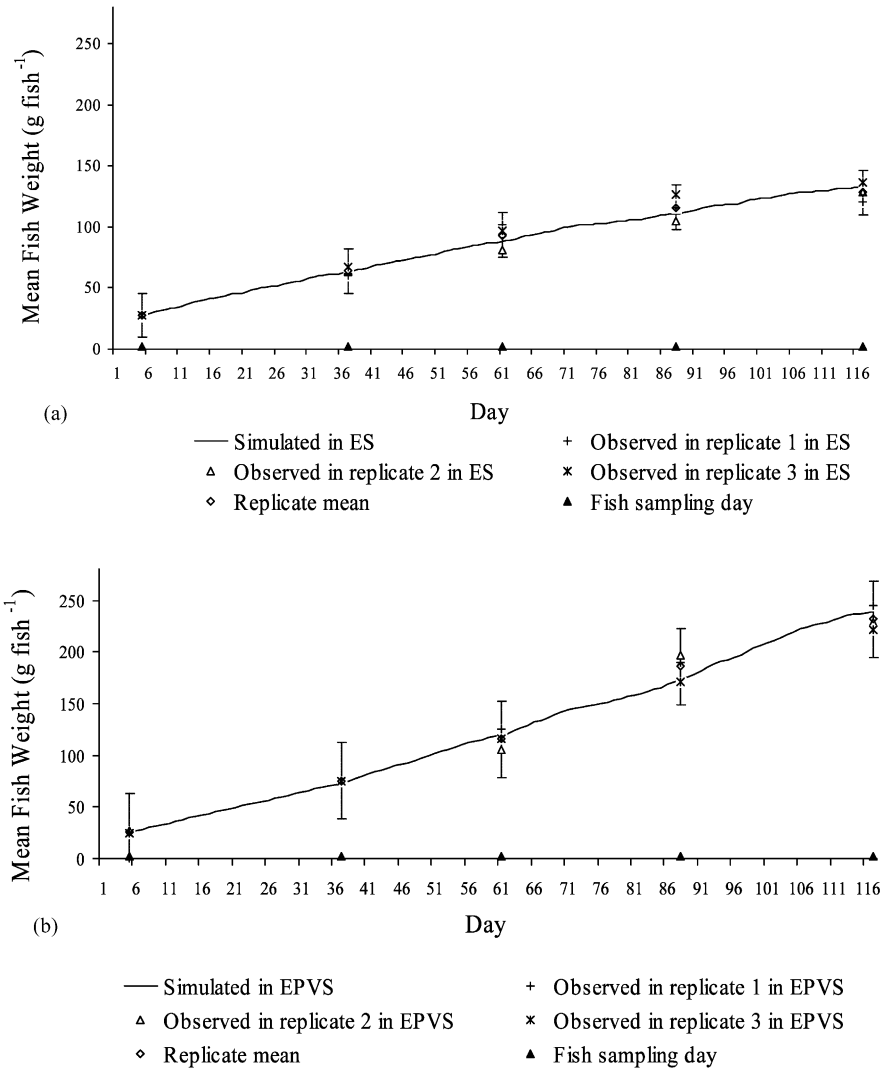 250
200
150
100
50
0
Mean Fish Weight (g fish -1)
1 6 11 16 21 26 31 36 41 46 51 56 61 66 71 76 81 86 91 96 101 106 111 116
(a)
Day
Simulated in ES
Observed in replicate 1 in ES
Observed in replicate 2 in ES
Observed in replicate 3 in ES
Replicate mean
Fish sampling day
250
200
150
100
50
0
Mean Fish Weight (g fish -1)
1 6 11 16 21 26 31 36 41 46 51 56 61 66 71 76 81 86 91 96 101 106 111 116
(b)
Day
Simulated in EPVS
Observed in replicate 1 in EPVS
Observed in replicate 2 in EPVS
Observed in replicate 3 in EPVS
Replicate mean
Fish sampling day